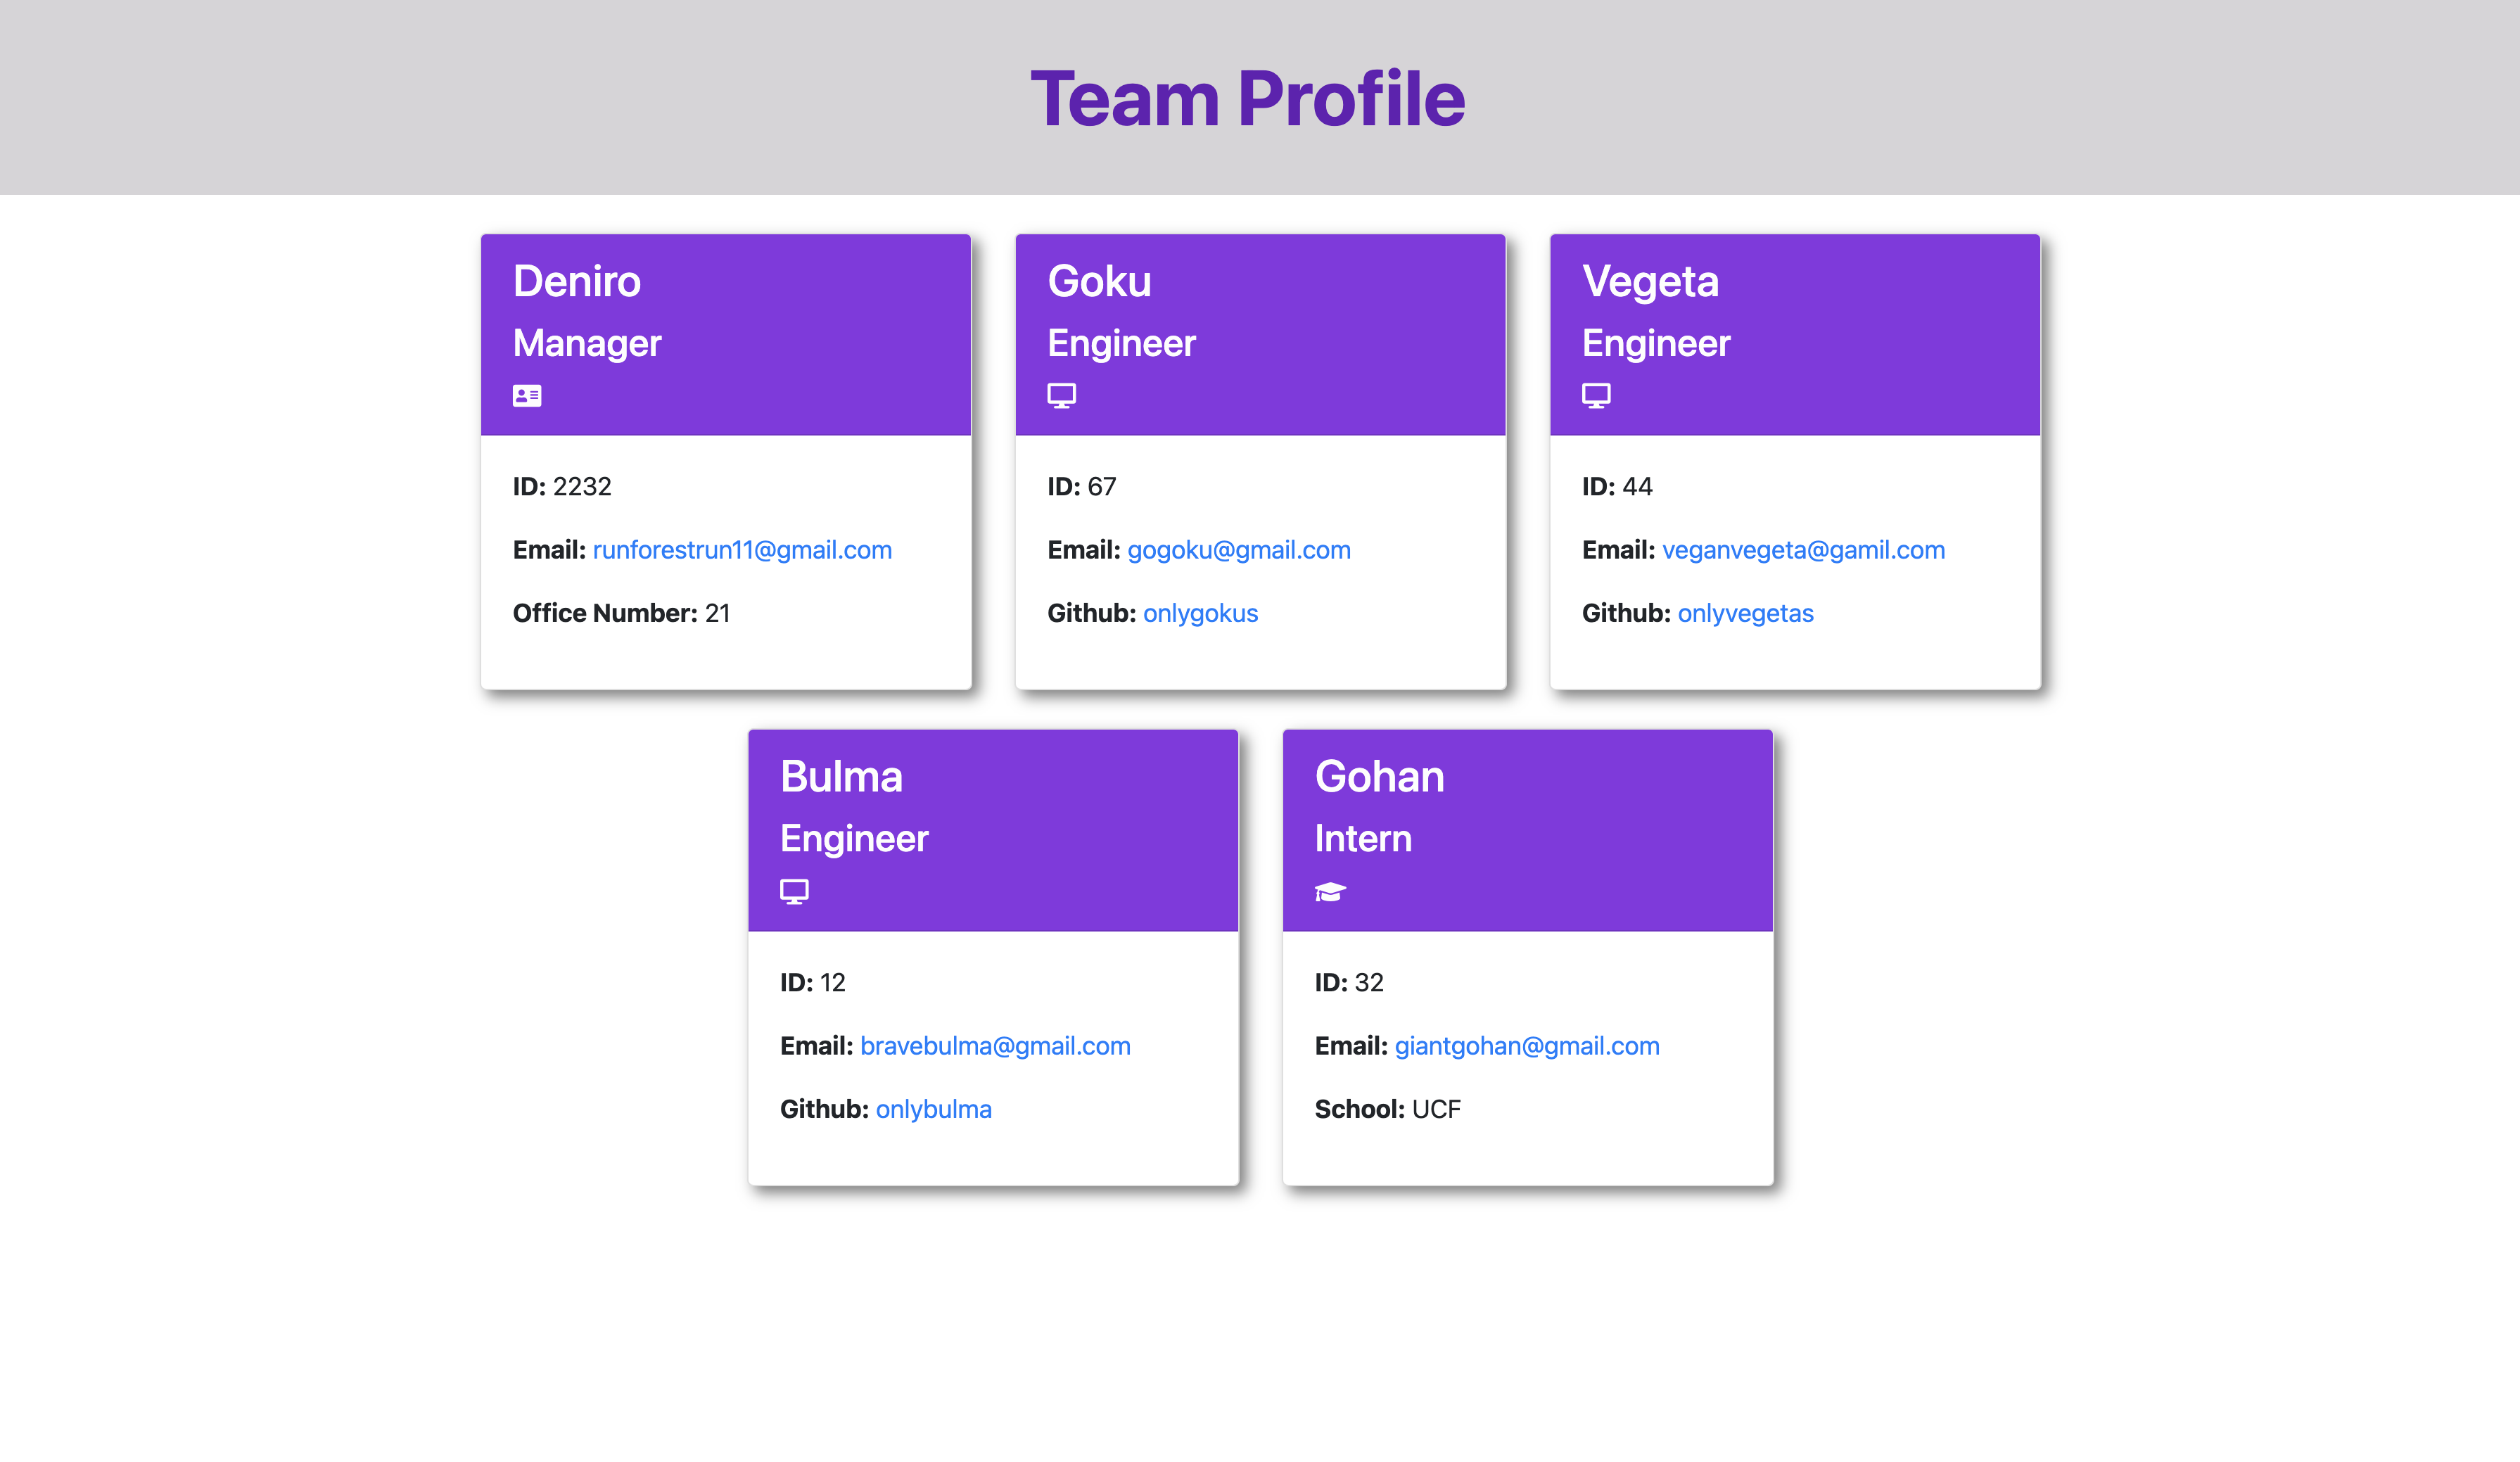 Team Profile
Deniro
Manager
ID: 2232
Email: runforestrun11@gmail.com
Office Number: 21
Goku
Engineer
ID: 67
Email: gogoku@gmail.com
Github: onlygokus
Vegeta
Engineer
ID: 44
Email: veganvegeta@gamil.com
Github: onlyvegetas
Bulma
Engineer
ID: 12
Email: bravebulma@gmail.com
Github: onlybulma
Gohan
Intern
ID: 32
Email: giantgohan@gmail.com
School: UCF